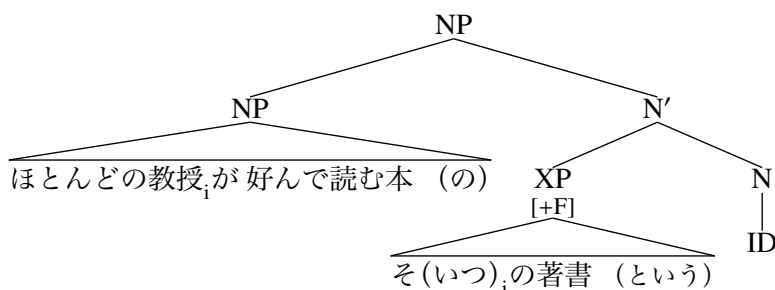 NP
NP N′
ほとんどの教授iが 好んで読む本 (の) XP N
[+F]
ID
そ(いつ)iの著書 (という)